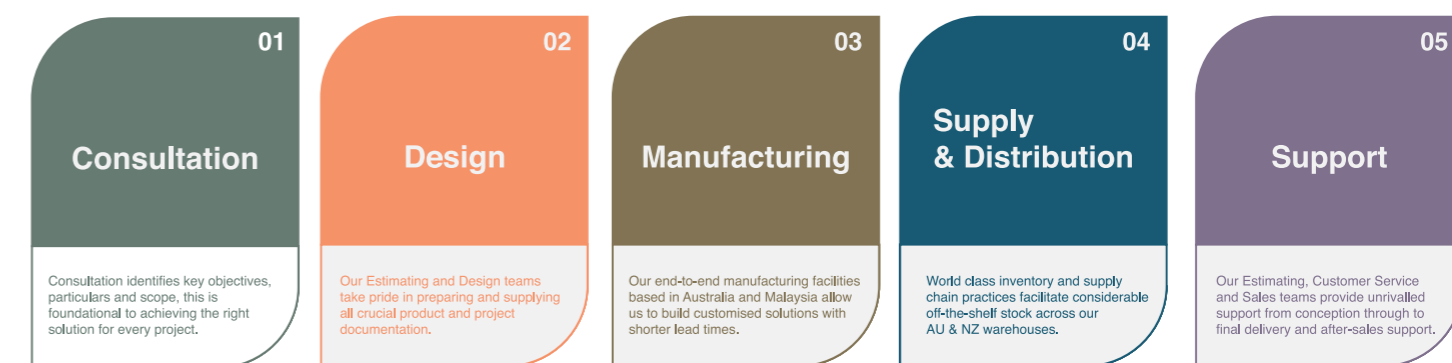 01
Consultation
Consultation identifies key objectives,
particulars and scope, this is
foundational to achieving the right
solution for every project.
02
Design
Our Estimating and Design teams
take pride in preparing and supplying
all crucial product and project
documentation.
03
Manufacturing
Our end-to-end manufacturing facilities
based in Australia and Malaysia allow
us to build customised solutions with
shorter lead times.
04
Supply
& Distribution
World class inventory and supply
chain practices facilitate considerable
off-the-shelf stock across our
AU & NZ warehouses.
05
Support
Our Estimating, Customer Service
and Sales teams provide unrivalled
support from conception through to
final delivery and after-sales support.